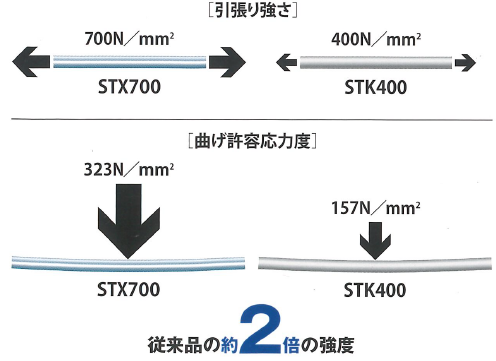 [引張り強さ]
700N／mm² 400N／mm²
STX700 STK400
[曲げ許容応力度]
323N／mm²
157N／mm²
STX700 STK400
従来品の約2倍の強度